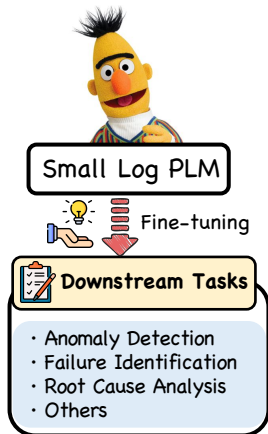 Small Log PLM
Fine-tuning
Downstream Tasks
· Anomaly Detection
· Failure Identification
· Root Cause Analysis
· Others